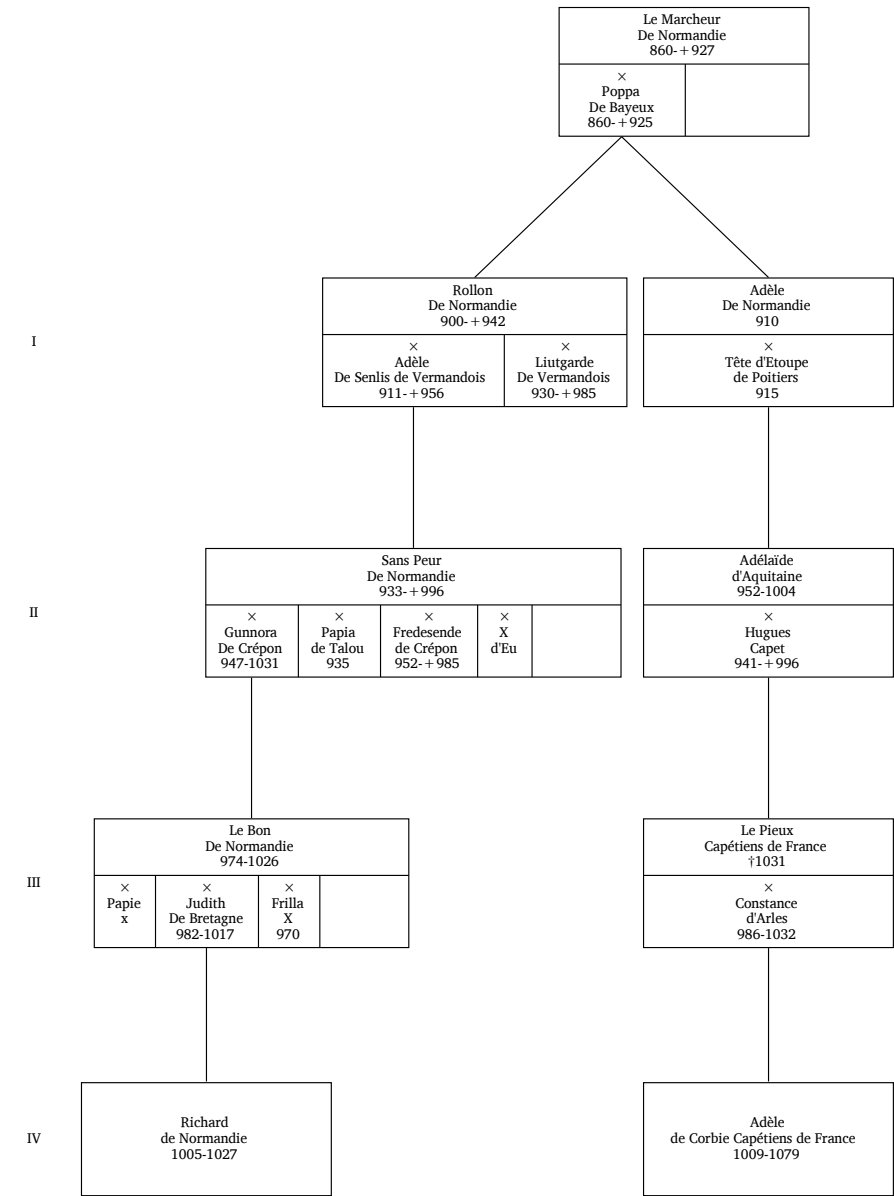 Le Marcheur
De Normandie
860-+927
×
Poppa
De Bayeux
860-+925
I
Rollon
De Normandie
900-+942
×
Adèle
De Senlis de Vermandois
911-+956
×
Liutgarde
De Vermandois
930-+985
Adèle
De Normandie
910
×
Tête d'Etoupe
de Poitiers
915
II
Sans Peur
De Normandie
933-+996
×
Gunnora
De Crépon
947-1031
×
Papia
de Talou
935
×
Fredesende
de Crépon
952-+985
×
X
d'Eu
Adélaïde
d'Aquitaine
952-1004
×
Hugues
Capet
941-+996
III
Le Bon
De Normandie
974-1026
×
Papie
x
×
Judith
De Bretagne
982-1017
×
Frilla
X
970
Le Pieux
Capétiens de France
†1031
×
Constance
d'Arles
986-1032
IV
Richard
de Normandie
1005-1027
Adèle
de Corbie Capétiens de France
1009-1079